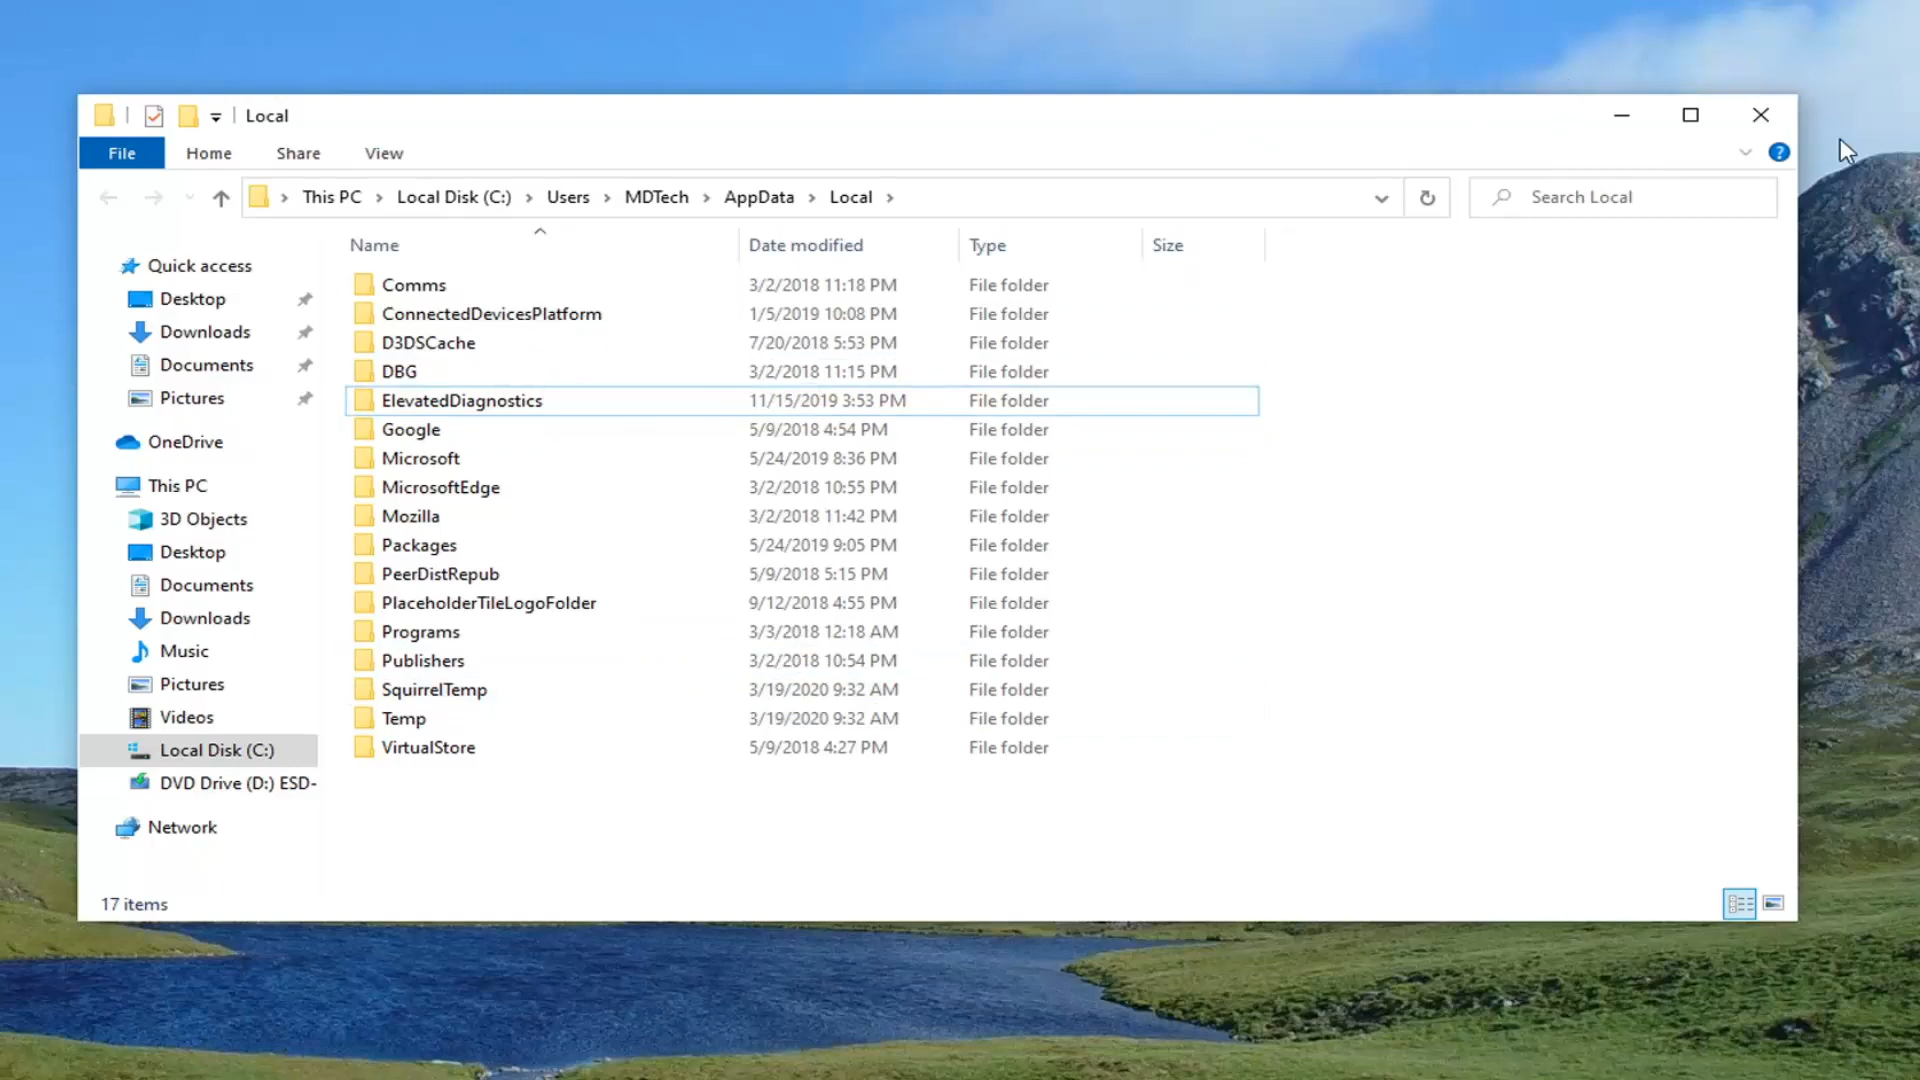 Local
File Home Share View
This PC Local Disk (C:) Users MDTech AppData Local
Search Local
Name Date modified Type Size
Quick access
Desktop
Downloads
Documents
Pictures
OneDrive
This PC
3D Objects
Desktop
Documents
Downloads
Music
Pictures
Videos
Local Disk (C:)
DVD Drive (D:) ESD-
Network
Comms 3/2/2018 11:18 PM File folder
ConnectedDevicesPlatform 1/5/2019 10:08 PM File folder
D3DSCache 7/20/2018 5:53 PM File folder
DBG 3/2/2018 11:15 PM File folder
ElevatedDiagnostics 11/15/2019 3:53 PM File folder
Google 5/9/2018 4:54 PM File folder
Microsoft 5/24/2019 8:36 PM File folder
MicrosoftEdge 3/2/2018 10:55 PM File folder
Mozilla 3/2/2018 11:42 PM File folder
Packages 5/24/2019 9:05 PM File folder
PeerDistRepub 5/9/2018 5:15 PM File folder
PlaceholderTileLogoFolder 9/12/2018 4:55 PM File folder
Programs 3/3/2018 12:18 AM File folder
Publishers 3/2/2018 10:54 PM File folder
SquirrelTemp 3/19/2020 9:32 AM File folder
Temp 3/19/2020 9:32 AM File folder
VirtualStore 5/9/2018 4:27 PM File folder
17 items